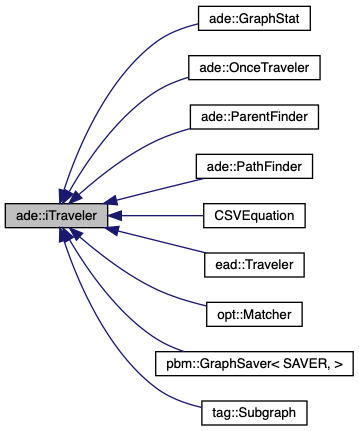 ade::GraphStat
ade::OnceTraveler
ade::ParentFinder
ade::PathFinder
ade::iTraveler
CSVEquation
ead::Traveler
opt::Matcher
pbm::GraphSaver< SAVER, >
tag::Subgraph